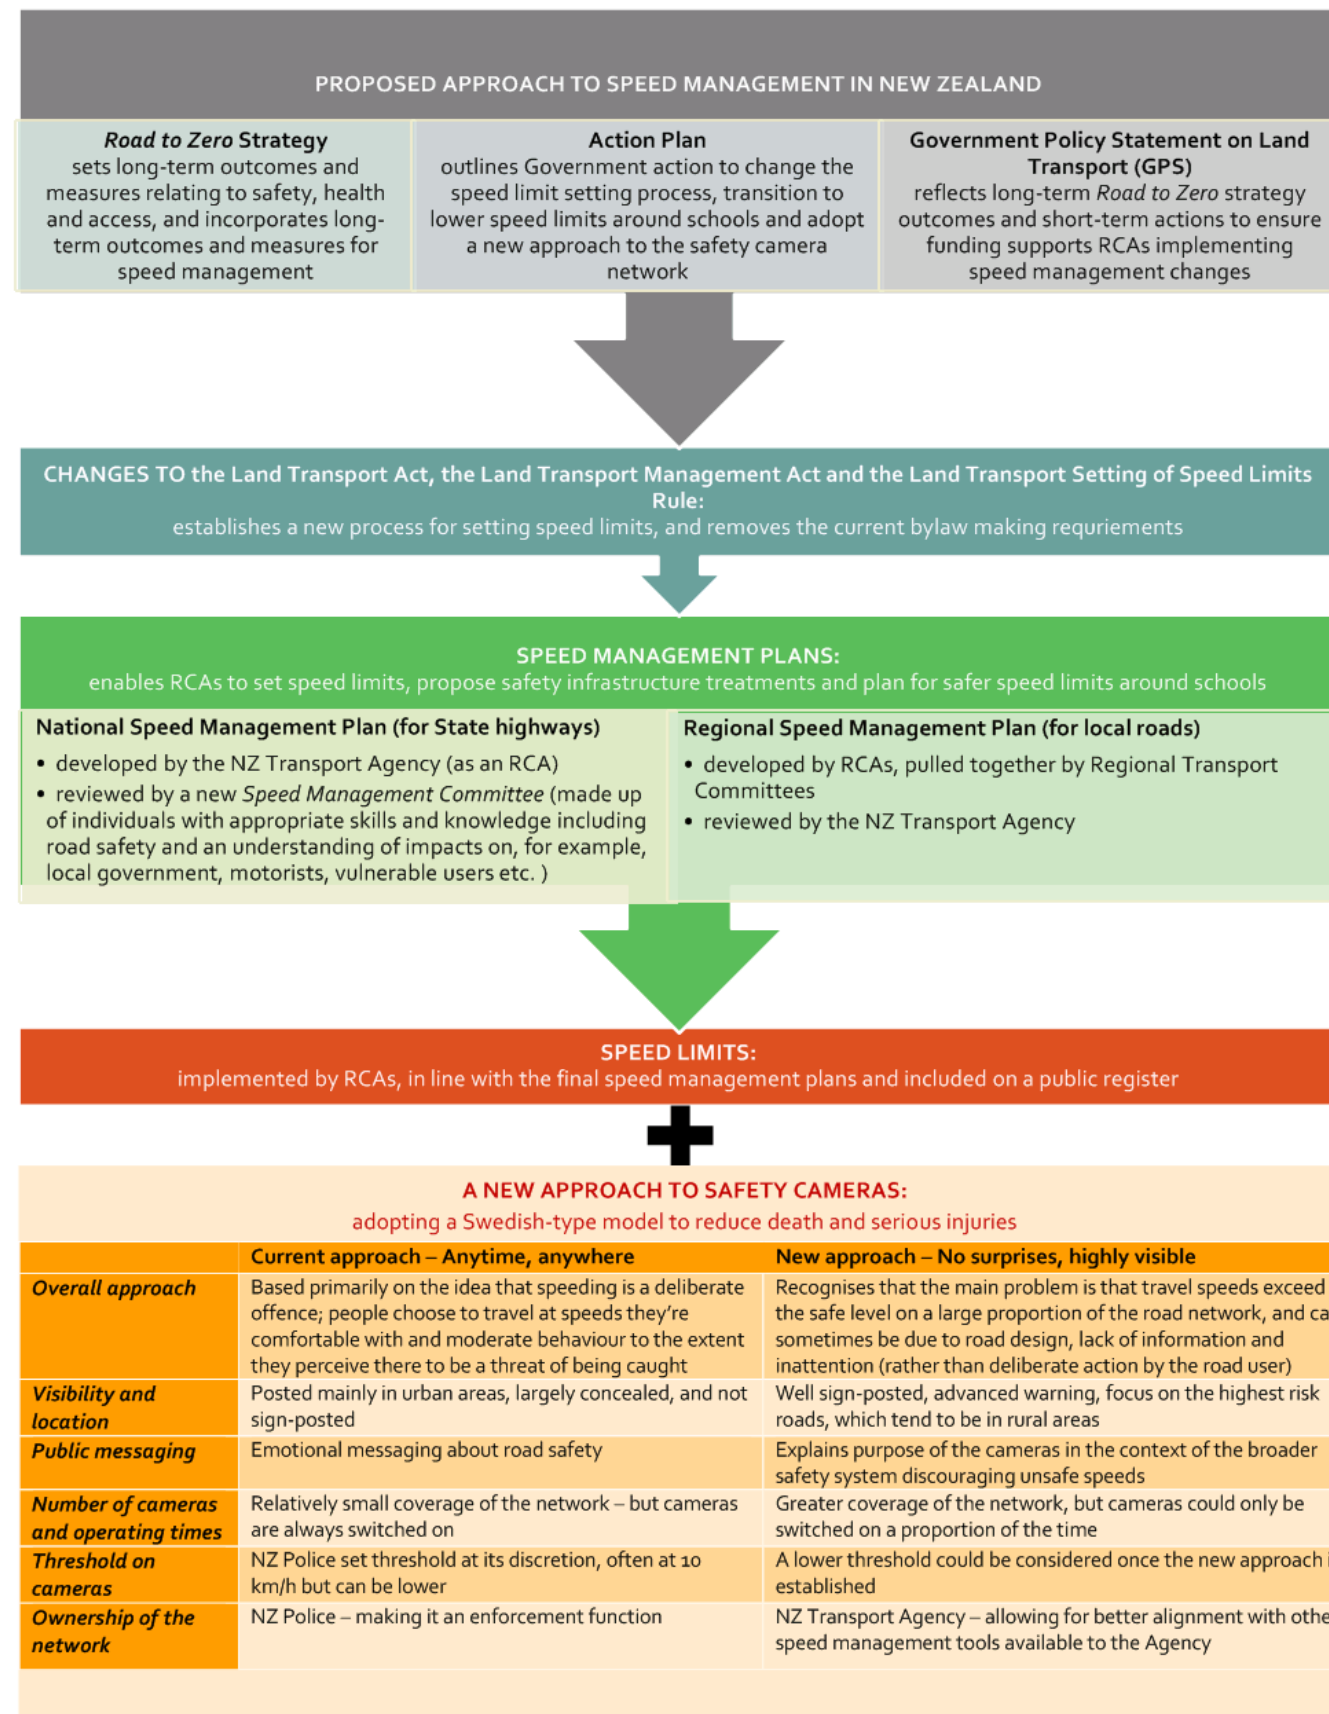 PROPOSED APPROACH TO SPEED MANAGEMENT IN NEW ZEALAND
Road to Zero Strategy
sets long-term outcomes and
measures relating to safety, health
and access, and incorporates long-
term outcomes and measures for
speed management
Action Plan
outlines Government action to change the
speed limit setting process, transition to
lower speed limits around schools and adopt
a new approach to the safety camera
network
Government Policy Statement on Land
Transport (GPS)
reflects long-term Road to Zero strategy
outcomes and short-term actions to ensure
funding supports RCAs implementing
speed management changes
CHANGES TO the Land Transport Act, the Land Transport Management Act and the Land Transport Setting of Speed Limits
Rule:
establishes a new process for setting speed limits, and removes the current bylaw making requriements
SPEED MANAGEMENT PLANS:
enables RCAs to set speed limits, propose safety infrastructure treatments and plan for safer speed limits around schools
National Speed Management Plan (for State highways)
• developed by the NZ Transport Agency (as an RCA)
• reviewed by a new Speed Management Committee (made up
of individuals with appropriate skills and knowledge including
road safety and an understanding of impacts on, for example,
local government, motorists, vulnerable users etc. )
Regional Speed Management Plan (for local roads)
• developed by RCAs, pulled together by Regional Transport
Committees
• reviewed by the NZ Transport Agency
SPEED LIMITS:
implemented by RCAs, in line with the final speed management plans and included on a public register
A NEW APPROACH TO SAFETY CAMERAS:
adopting a Swedish-type model to reduce death and serious injuries
Current approach – Anytime, anywhere
New approach – No surprises, highly visible
Overall approach
Based primarily on the idea that speeding is a deliberate
offence; people choose to travel at speeds they're
comfortable with and moderate behaviour to the extent
they perceive there to be a threat of being caught
Recognises that the main problem is that travel speeds exceed
the safe level on a large proportion of the road network, and
sometimes be due to road design, lack of information and
inattention (rather than deliberate action by the road user)
Visibility and
location
Posted mainly in urban areas, largely concealed, and not
sign-posted
Well sign-posted, advanced warning, focus on the highest risk
roads, which tend to be in rural areas
Public messaging
Emotional messaging about road safety
Explains purpose of the cameras in the context of the broader
safety system discouraging unsafe speeds
Number of cameras
and operating times
Relatively small coverage of the network – but cameras
are always switched on
Greater coverage of the network, but cameras could only be
switched on a proportion of the time
Threshold on
cameras
NZ Police set threshold at its discretion, often at 10
km/h but can be lower
A lower threshold could be considered once the new approach
established
Ownership of the
network
NZ Police – making it an enforcement function
NZ Transport Agency – allowing for better alignment with
speed management tools available to the Agency